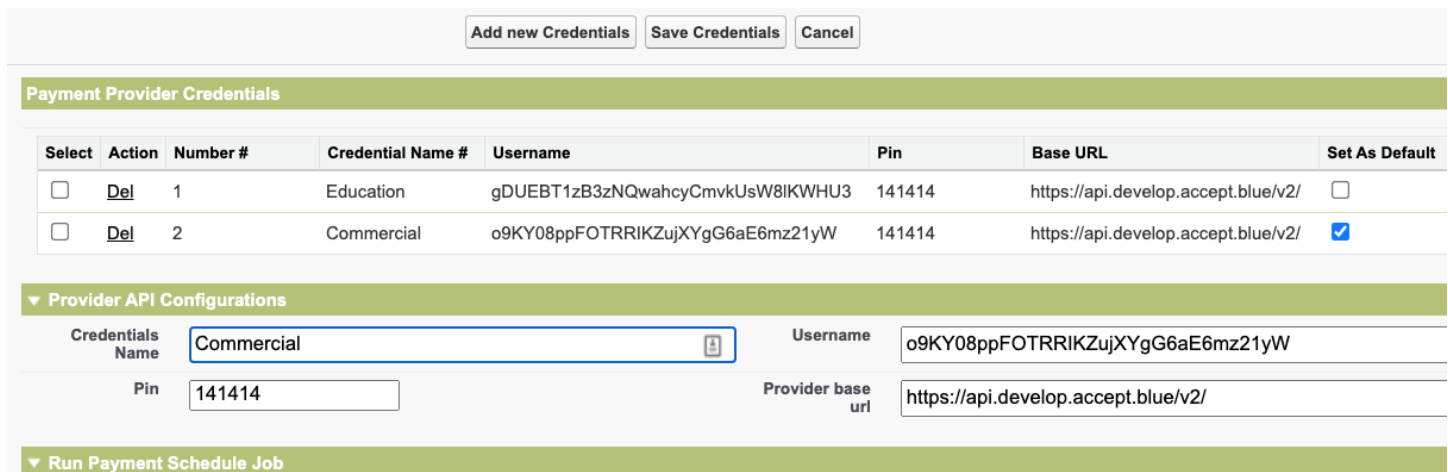 Add new Credentials Save Credentials Cancel
Payment Provider Credentials
Select Action Number # Credential Name # Username Pin Base URL Set As Default
Del 1 Education gDUEBT1zB3zNQwahcyCmvkUsW8lKWHU3 141414 https://api.develop.accept.blue/v2/
Del 2 Commercial o9KY08ppFOTRRIKZujXYgG6aE6mz21yW 141414 https://api.develop.accept.blue/v2/
Provider API Configurations
Credentials Name Commercial Username o9KY08ppFOTRRIKZujXYgG6aE6mz21yW
Pin 141414 Provider base url https://api.develop.accept.blue/v2/
Run Payment Schedule Job